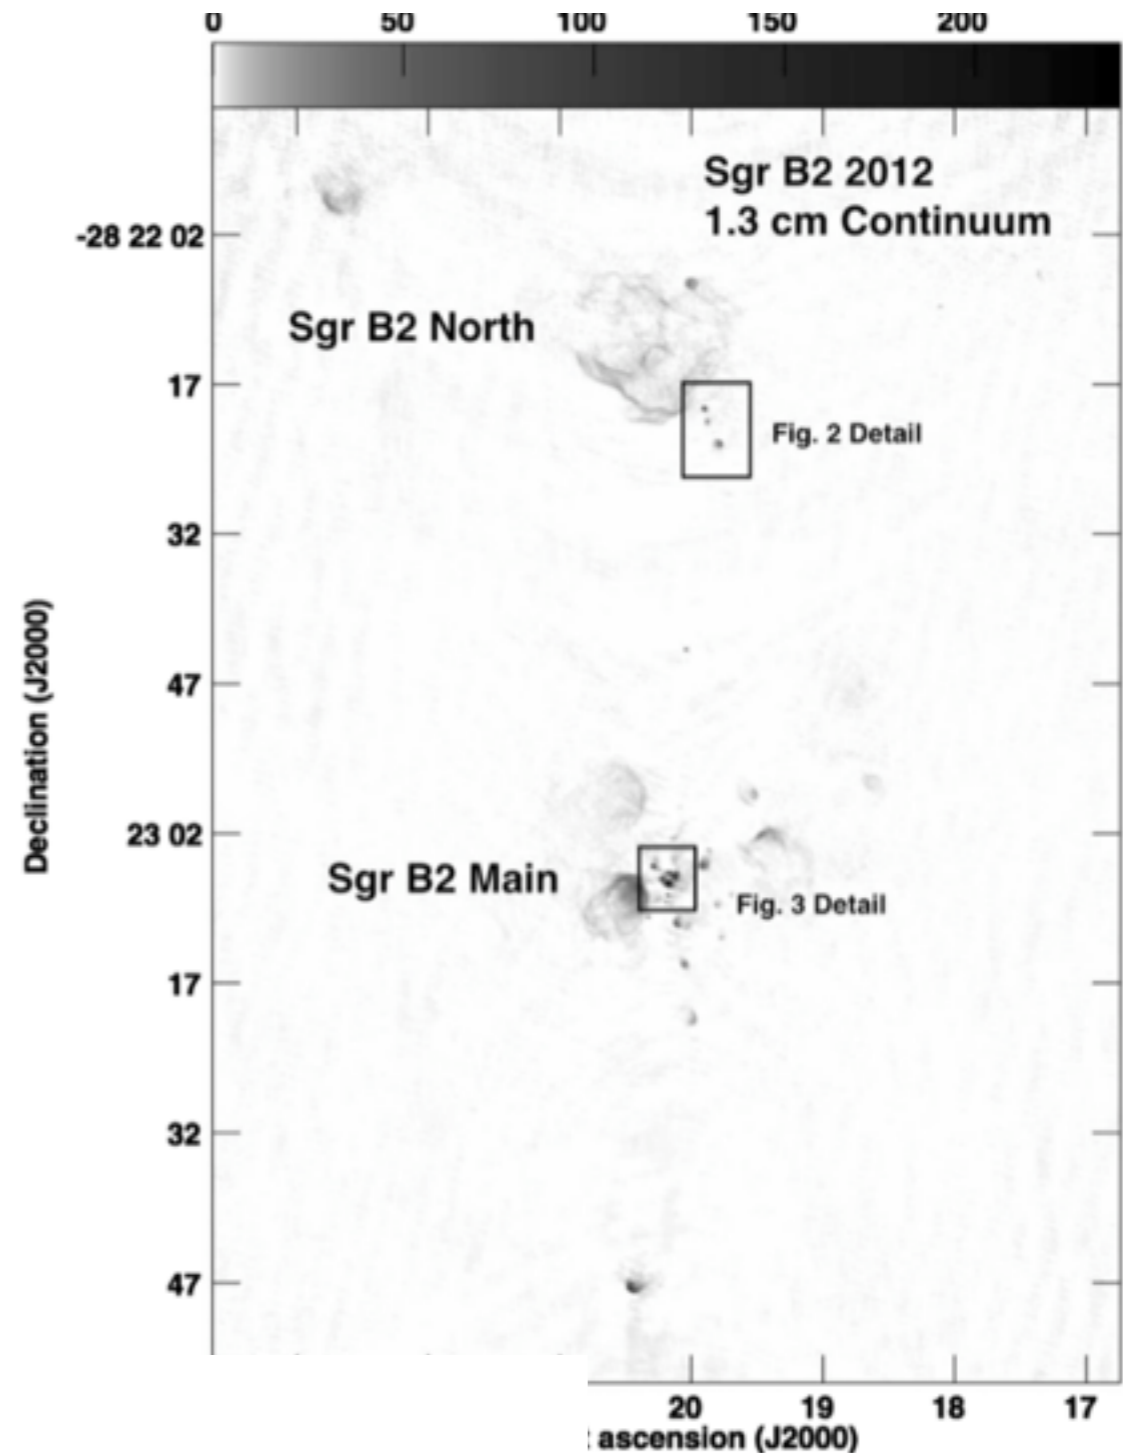 0 50 100 150 200
Sgr B2 2012
1.3 cm Continuum
-28 22 02
Sgr B2 North
17
Fig. 2 Detail
32
47
Declination (J2000)
23 02
Sgr B2 Main
Fig. 3 Detail
17
32
47
20 19 18 17
ascension (J2000)